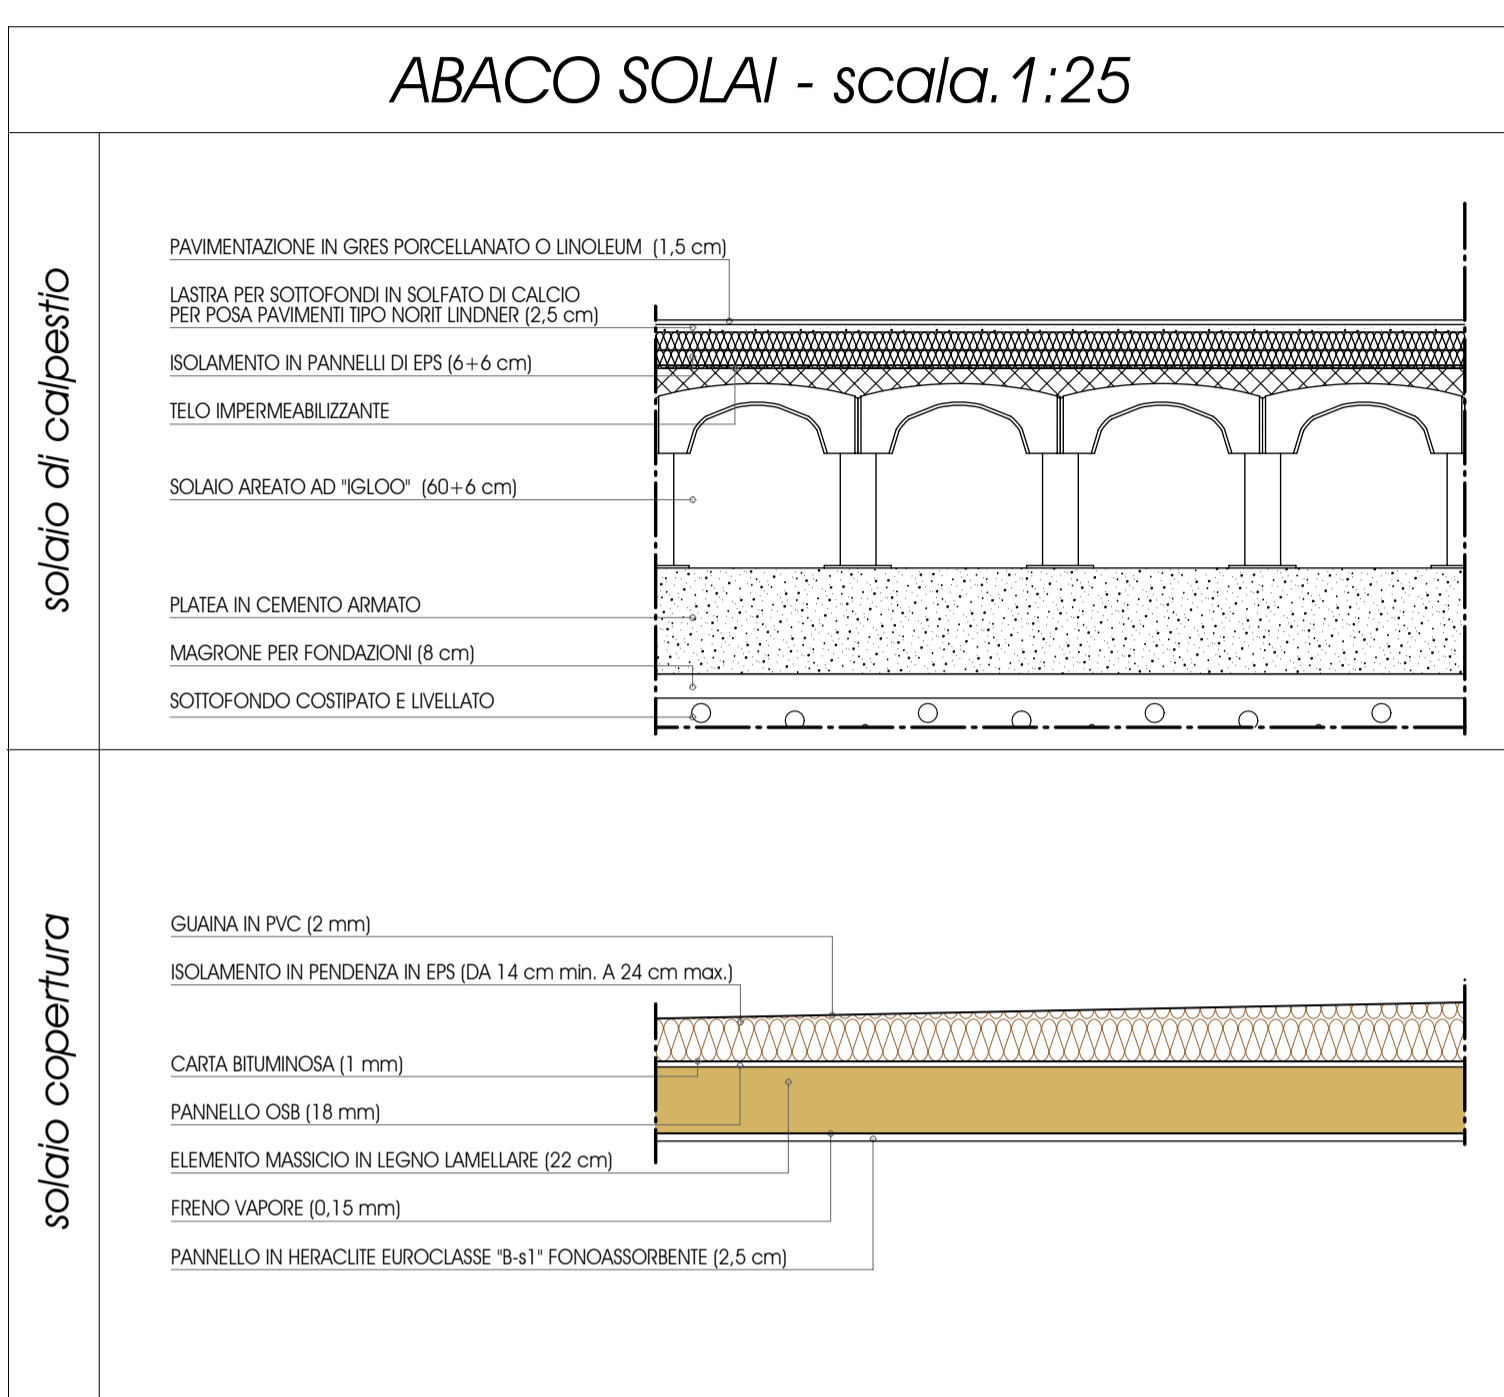 ABACO SOLAI - scala.1:25
solaio di calpestio
PAVIMENTAZIONE IN GRES PORCELLANATO O LINOLEUM (1,5 cm)
LASTRA PER SOTTOFONDI IN SOLFATO DI CALCIO
PER POSA PAVIMENTI TIPO NORIT LINDNER (2,5 cm)
ISOLAMENTO IN PANNELLI DI EPS (6+6 cm)
TELO IMPERMEABILIZZANTE
SOLAIO AREATO AD "IGLOO" (60+6 cm)
PLATEA IN CEMENTO ARMATO
MAGRONE PER FONDAZIONI (8 cm)
SOTTOFONDO COSTIPATO E LIVELLATO
solaio copertura
GUAINA IN PVC (2 mm)
ISOLAMENTO IN PENDENZA IN EPS (DA 14 cm min. A 24 cm max.)
CARTA BITUMINOSA (1 mm)
PANNELLO OSB (18 mm)
ELEMENTO MASSICIO IN LEGNO LAMELLARE (22 cm)
FRENO VAPORE (0,15 mm)
PANNELLO IN HERACLITE EUROCLASSE "B-s1" FONOASSORBENTE (2,5 cm)